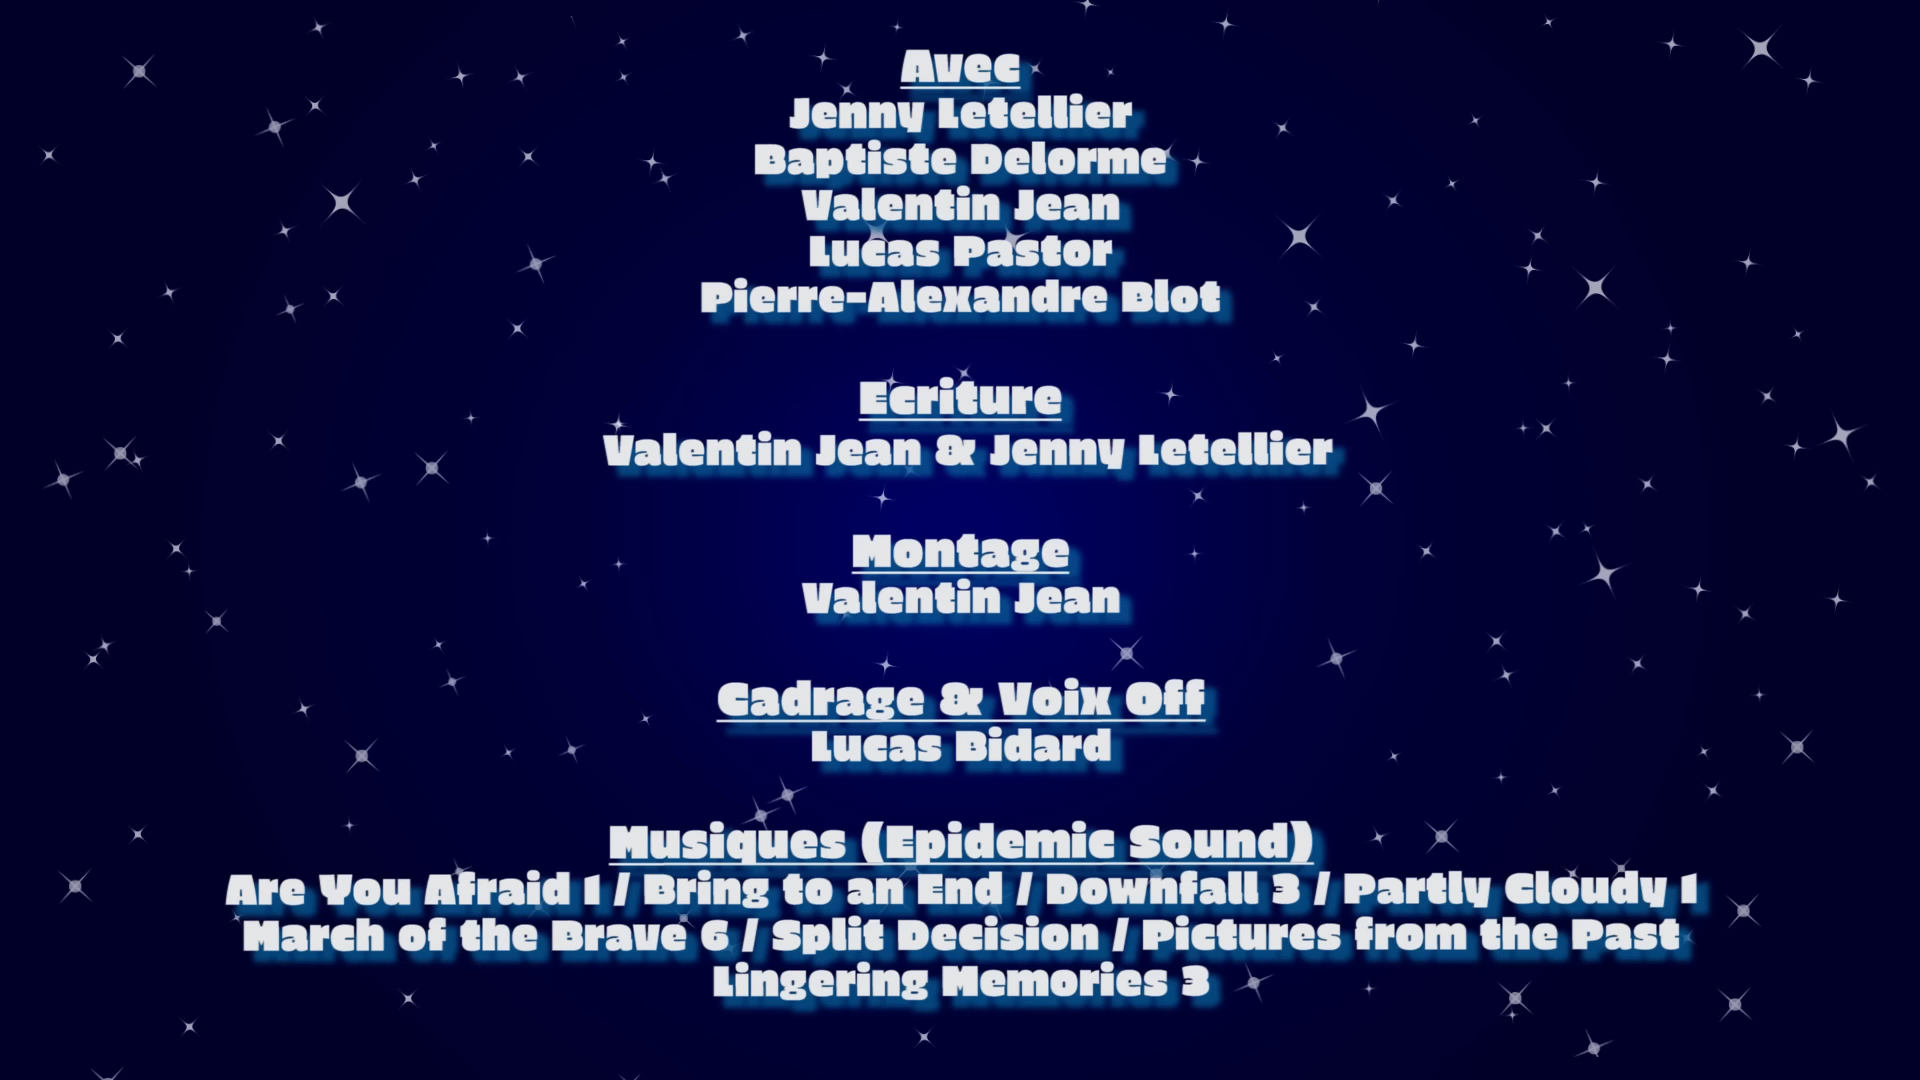 Avec
Jenny Letellier
Baptiste Delorme
Valentin Jean
Lucas Pastor
Pierre-Alexandre Blot
Ecriture
Valentin Jean & Jenny Letellier
Montage
Valentin Jean
Cadrage & Voix Off
Lucas Bidard
Musiques (Epidemic Sound)
Are You Afraid 1 / Bring to an End / Downfall 3 / Partly Cloudy 1
March of the Brave 6 / Split Decision / Pictures from the Past
Lingering Memories 3